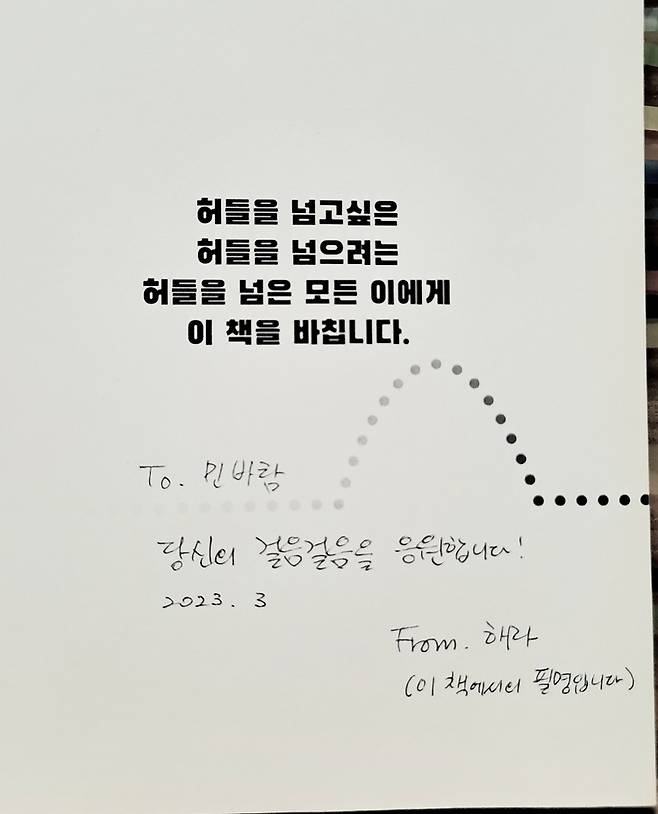 허들을 넘고싶은
허들을 넘으려는
허들을 넘은 모든 이에게
이 책을 바칩니다.
To. 민바람
당신의 걸음걸음을 응원합니다!
2023. 3
From. 해라
(이 책에서의 필명입니다)